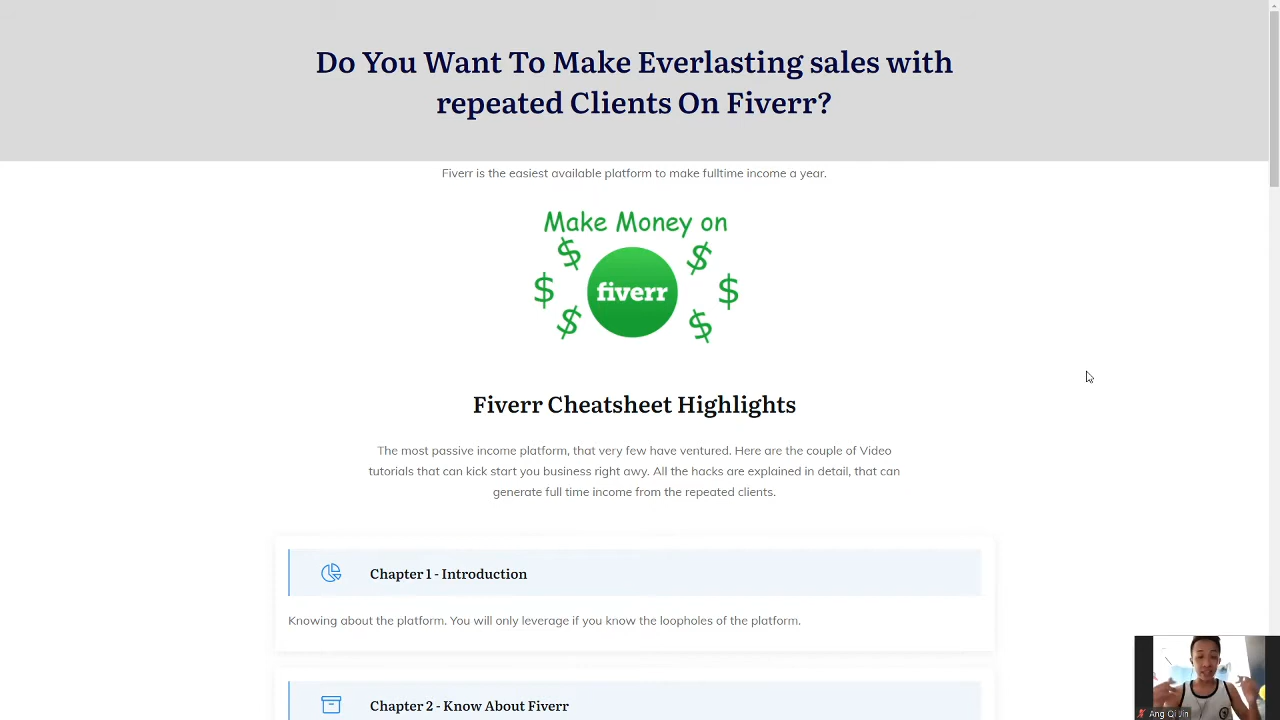 Do You Want To Make Everlasting sales with
repeated Clients On Fiverr?
Fiverr is the easiest available platform to make fulltime income a year.
Make Money on
$ $
$ fiverr $
$ $
Fiverr Cheatsheet Highlights
The most passive income platform, that very few have ventured. Here are the couple of Video
tutorials that can kick start you business right awy. All the hacks are explained in detail, that can
generate full time income from the repeated clients.
Chapter 1 - Introduction
Knowing about the platform. You will only leverage if you know the loopholes of the platform.
Chapter 2 - Know About Fiverr
Ang Qi Jin